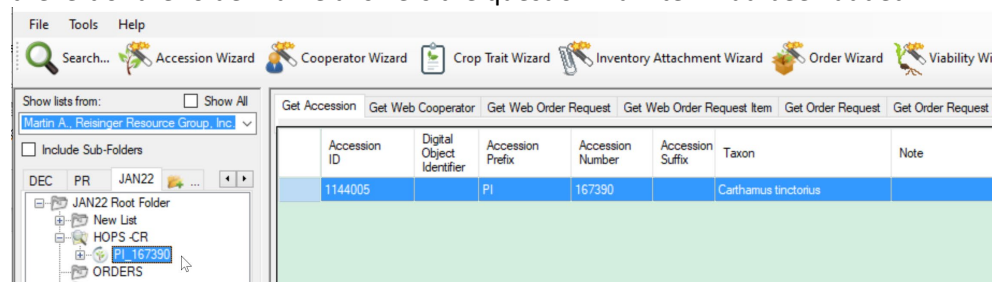 File Tools Help
Search... Accession Wizard Cooperator Wizard Crop Trait Wizard Inventory Attachment Wizard Order Wizard Viability Wi
Show lists from: Show All
Martin A., Reisinger Resource Group, Inc.
Include Sub-Folders
DEC PR JAN22 ...
JAN22 Root Folder
New List
HOPS -CR
PI_167390
ORDERS
Get Accession Get Web Cooperator Get Web Order Request Get Web Order Request Item Get Order Request Get Order Request
Accession ID Digital Object Identifier Accession Prefix Accession Number Accession Suffix Taxon Note
1144005 PI 167390 Carthamus tinctorius